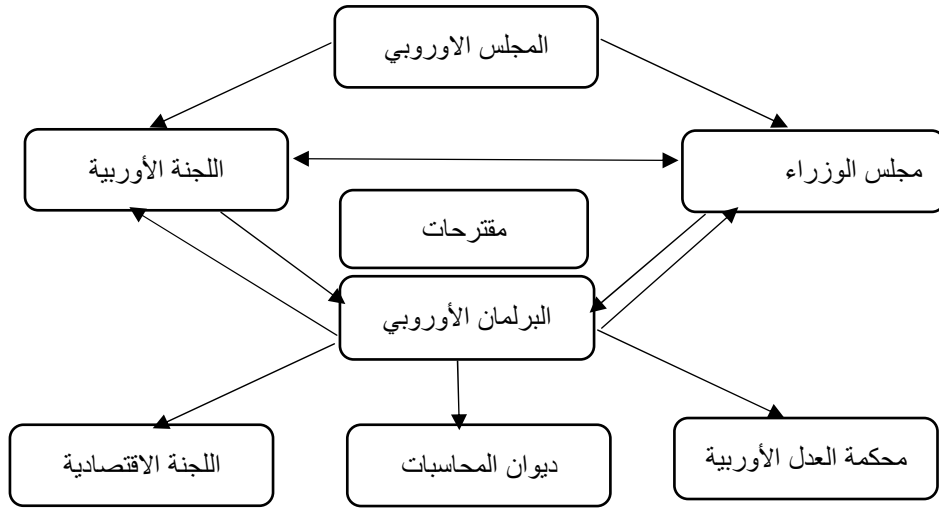 المجلس الاوروبي
مجلس الوزراء
اللجنة الأوربية
مقترحات
البرلمان الأوروبي
محكمة العدل الأوربية
ديوان المحاسبات
اللجنة الاقتصادية